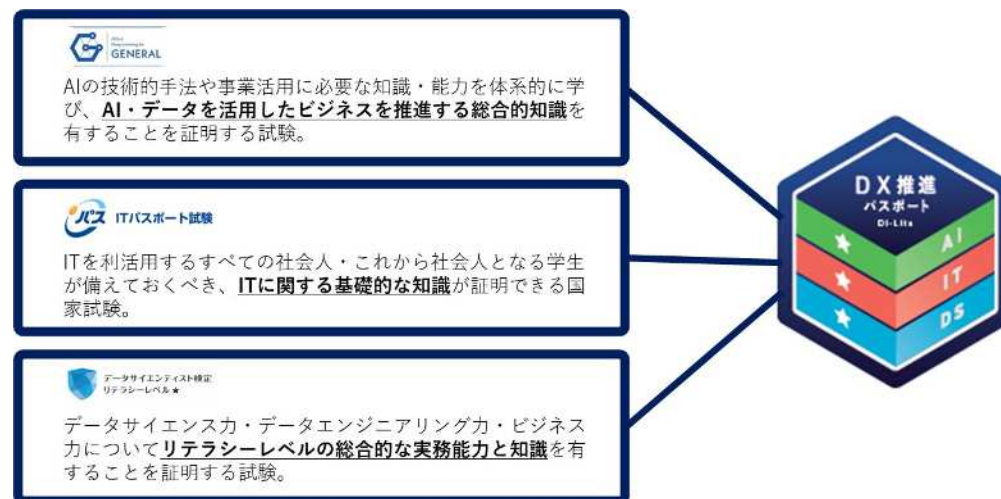 GENERAL
AIの技術的手法や事業活用に必要な知識・能力を体系的に学
び、AI・データを活用したビジネスを推進する総合的知識を
有することを証明する試験。
iパス ITパスポート試験
ITを利活用するすべての社会人・これから社会人となる学生
が備えておくべき、ITに関する基礎的な知識が証明できる国
家試験。
データサイエンティスト検定
リテラシーレベル★
データサイエンス力・データエンジニアリング力・ビジネス
力についてリテラシーレベルの総合的な実務能力と知識を有
することを証明する試験。
DX推進
パスポート
DI-Lite
AI
IT
DS